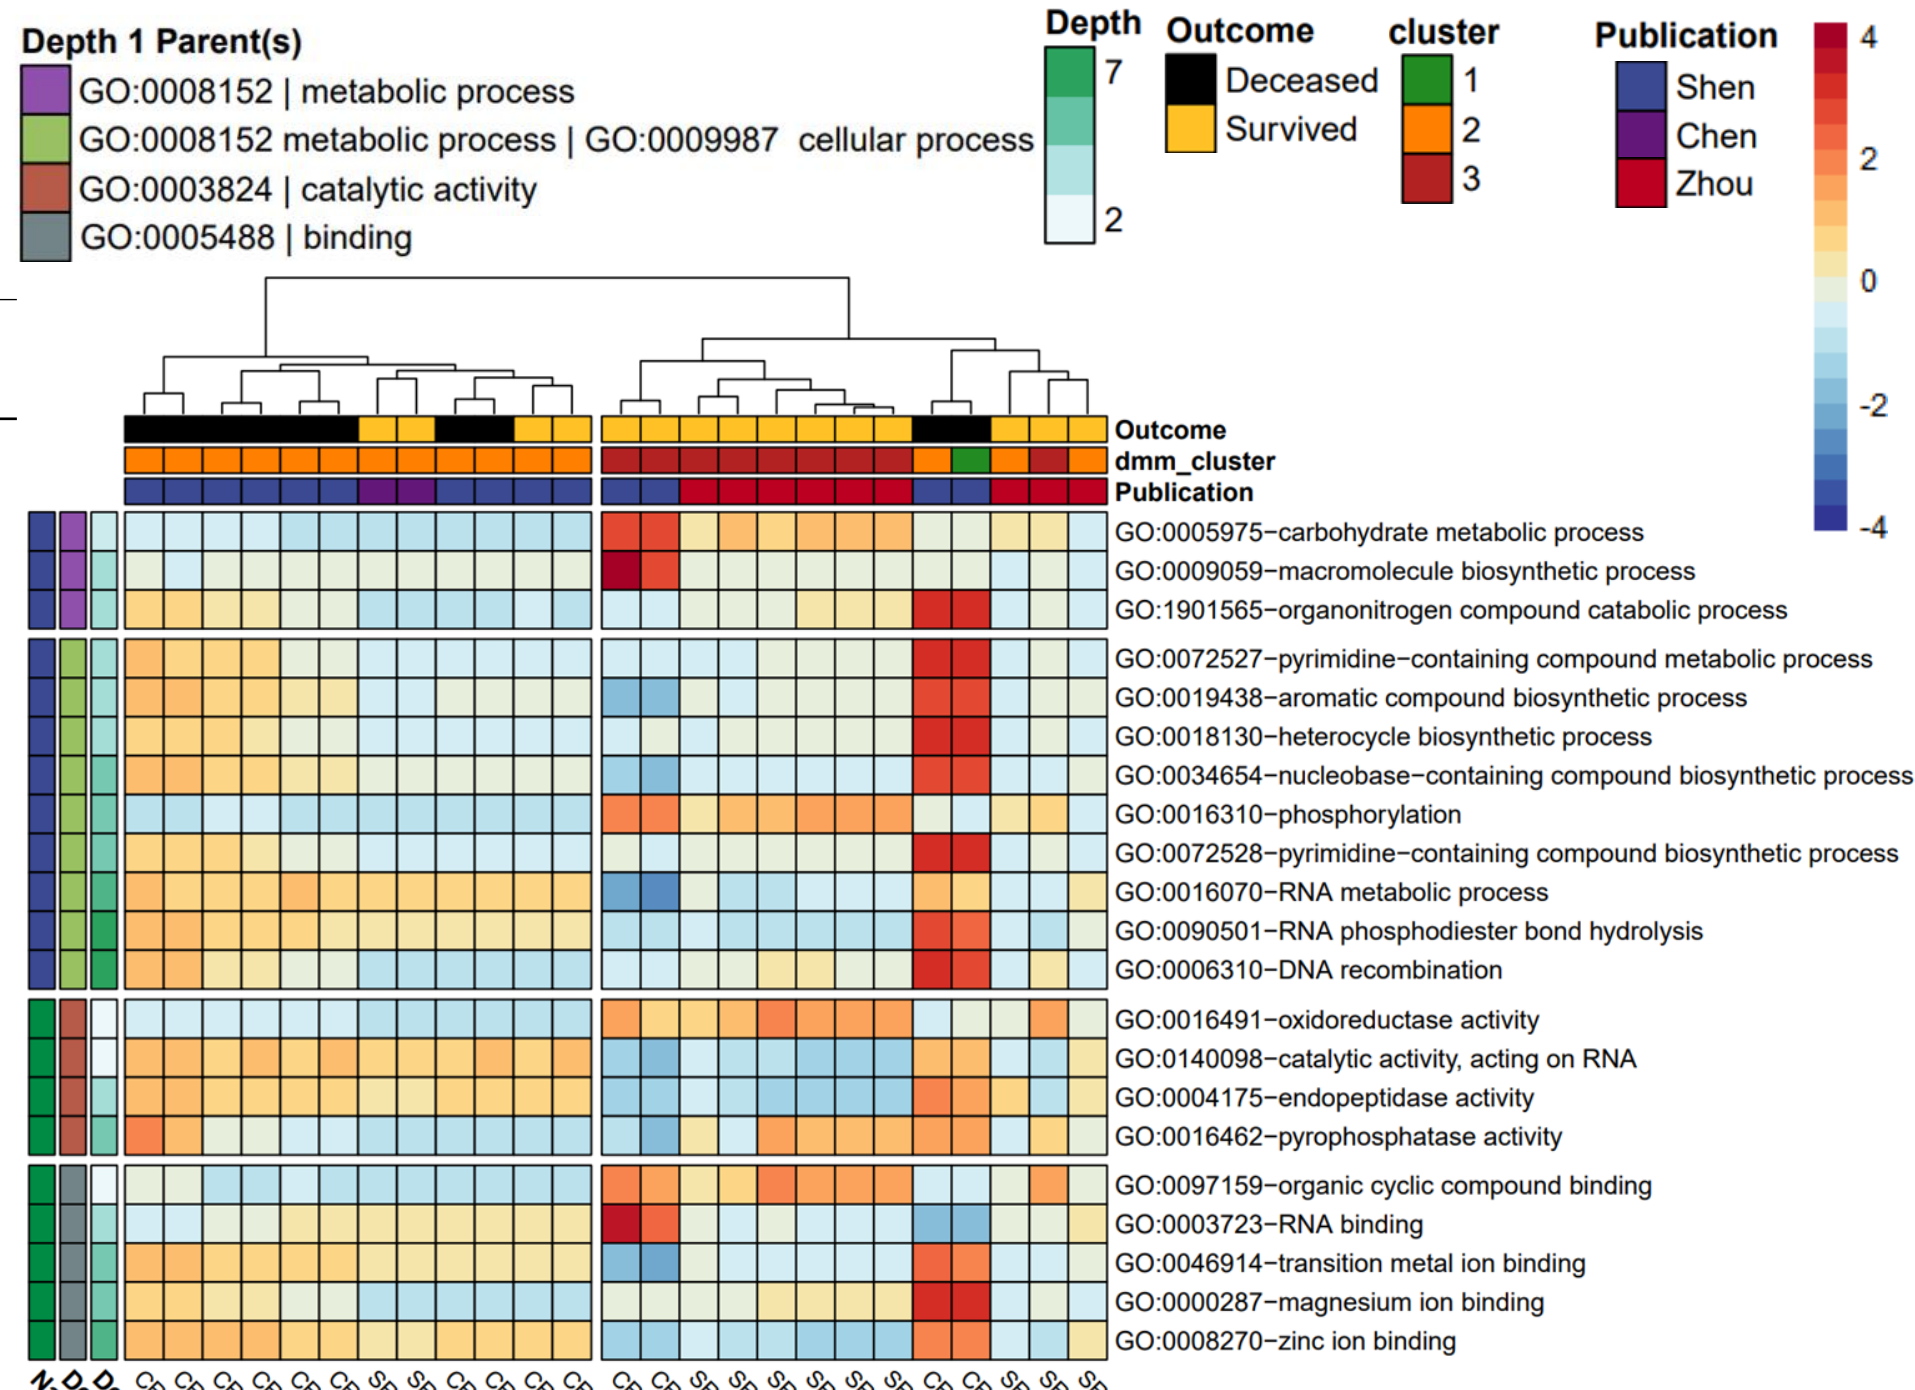 Depth 1 Parent(s)
GO:0008152 | metabolic process
GO:0008152 metabolic process | GO:0009987 cellular process
GO:0003824 | catalytic activity
GO:0005488 | binding
Depth
7
2
Outcome
Deceased
Survived
cluster
1
2
3
Publication
Shen
Chen
Zhou
4
2
0
-2
-4
Outcome
dmm_cluster
Publication
GO:0005975−carbohydrate metabolic process
GO:0009059−macromolecule biosynthetic process
GO:1901565−organonitrogen compound catabolic process
GO:0072527−pyrimidine−containing compound metabolic process
GO:0019438−aromatic compound biosynthetic process
GO:0018130−heterocycle biosynthetic process
GO:0034654−nucleobase−containing compound biosynthetic process
GO:0016310−phosphorylation
GO:0072528−pyrimidine−containing compound biosynthetic process
GO:0016070−RNA metabolic process
GO:0090501−RNA phosphodiester bond hydrolysis
GO:0006310−DNA recombination
GO:0016491−oxidoreductase activity
GO:0140098−catalytic activity, acting on RNA
GO:0004175−endopeptidase activity
GO:0016462−pyrophosphatase activity
GO:0097159−organic cyclic compound binding
GO:0003723−RNA binding
GO:0046914−transition metal ion binding
GO:0000287−magnesium ion binding
GO:0008270−zinc ion binding